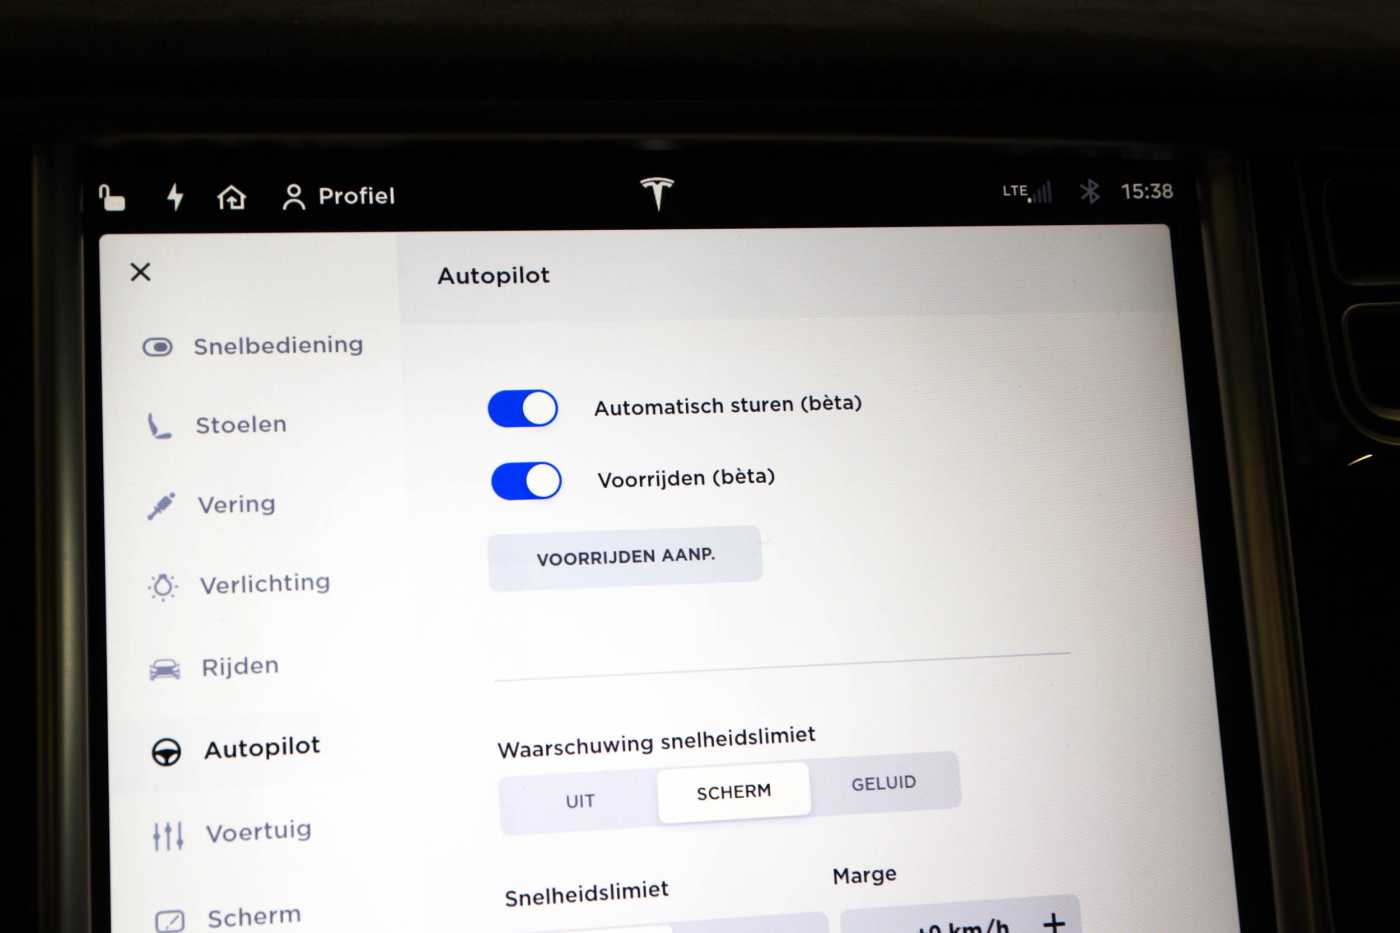 Profiel
LTE
15:38
Autopilot
Snelbediening
Stoelen
Vering
Verlichting
Rijden
Autopilot
Voertuig
Scherm
Automatisch sturen (bèta)
Voorrijden (bèta)
VOORRIJDEN AANP.
Waarschuwing snelheidslimiet
UIT
SCHERM
GELUID
Snelheidslimiet
Marge
km/h +